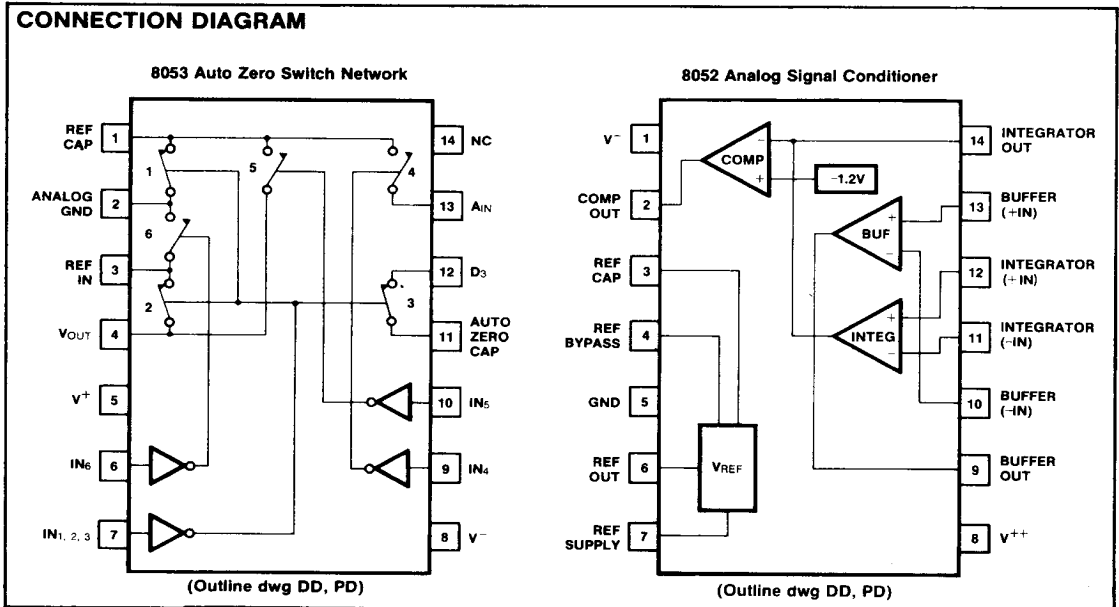 CONNECTION DIAGRAM
8053 Auto Zero Switch Network
REF
CAP
1
ANALOG
GND
2
REF
IN
3
VOUT
4
V+
5
IN6
6
IN1, 2, 3
7
1
6
2
5
4
3
14
NC
13
AIN
12
D3
11
AUTO
ZERO
CAP
10
IN5
9
IN4
8
V−
(Outline dwg DD, PD)
8052 Analog Signal Conditioner
V−
1
COMP
OUT
2
REF
CAP
3
REF
BYPASS
4
GND
5
REF
OUT
6
REF
SUPPLY
7
COMP
−
+
−1.2V
BUF
+
−
INTEG
+
−
VREF
14
INTEGRATOR
OUT
13
BUFFER
(+IN)
12
INTEGRATOR
(+IN)
11
INTEGRATOR
(−IN)
10
BUFFER
(−IN)
9
BUFFER
OUT
8
V++
(Outline dwg DD, PD)